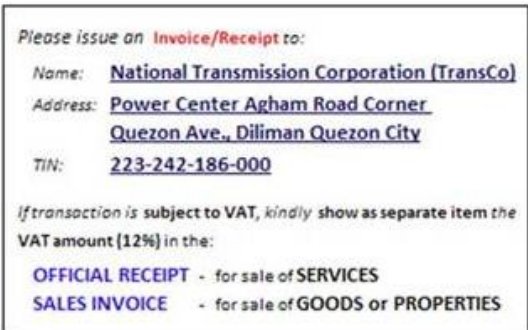 Please issue an Invoice/Receipt to:
Name: National Transmission Corporation (TransCo)
Address: Power Center Agham Road Corner
Quezon Ave., Diliman Quezon City
TIN: 223-242-186-000
If transaction is subject to VAT, kindly show as separate item the
VAT amount (12%) in the:
OFFICIAL RECEIPT - for sale of SERVICES
SALES INVOICE - for sale of GOODS or PROPERTIES